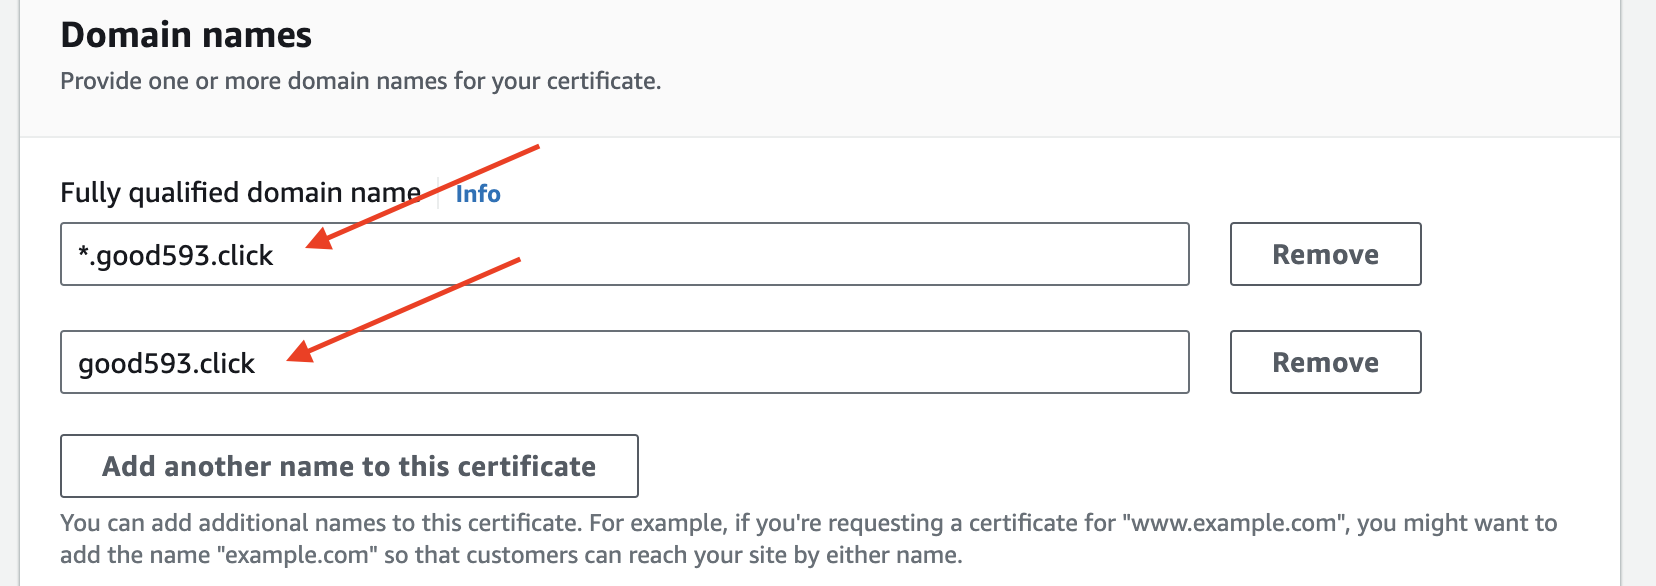 Domain names
Provide one or more domain names for your certificate.
Fully qualified domain name Info
*.good593.click Remove
good593.click Remove
Add another name to this certificate
You can add additional names to this certificate. For example, if you're requesting a certificate for "www.example.com", you might want to
add the name "example.com" so that customers can reach your site by either name.